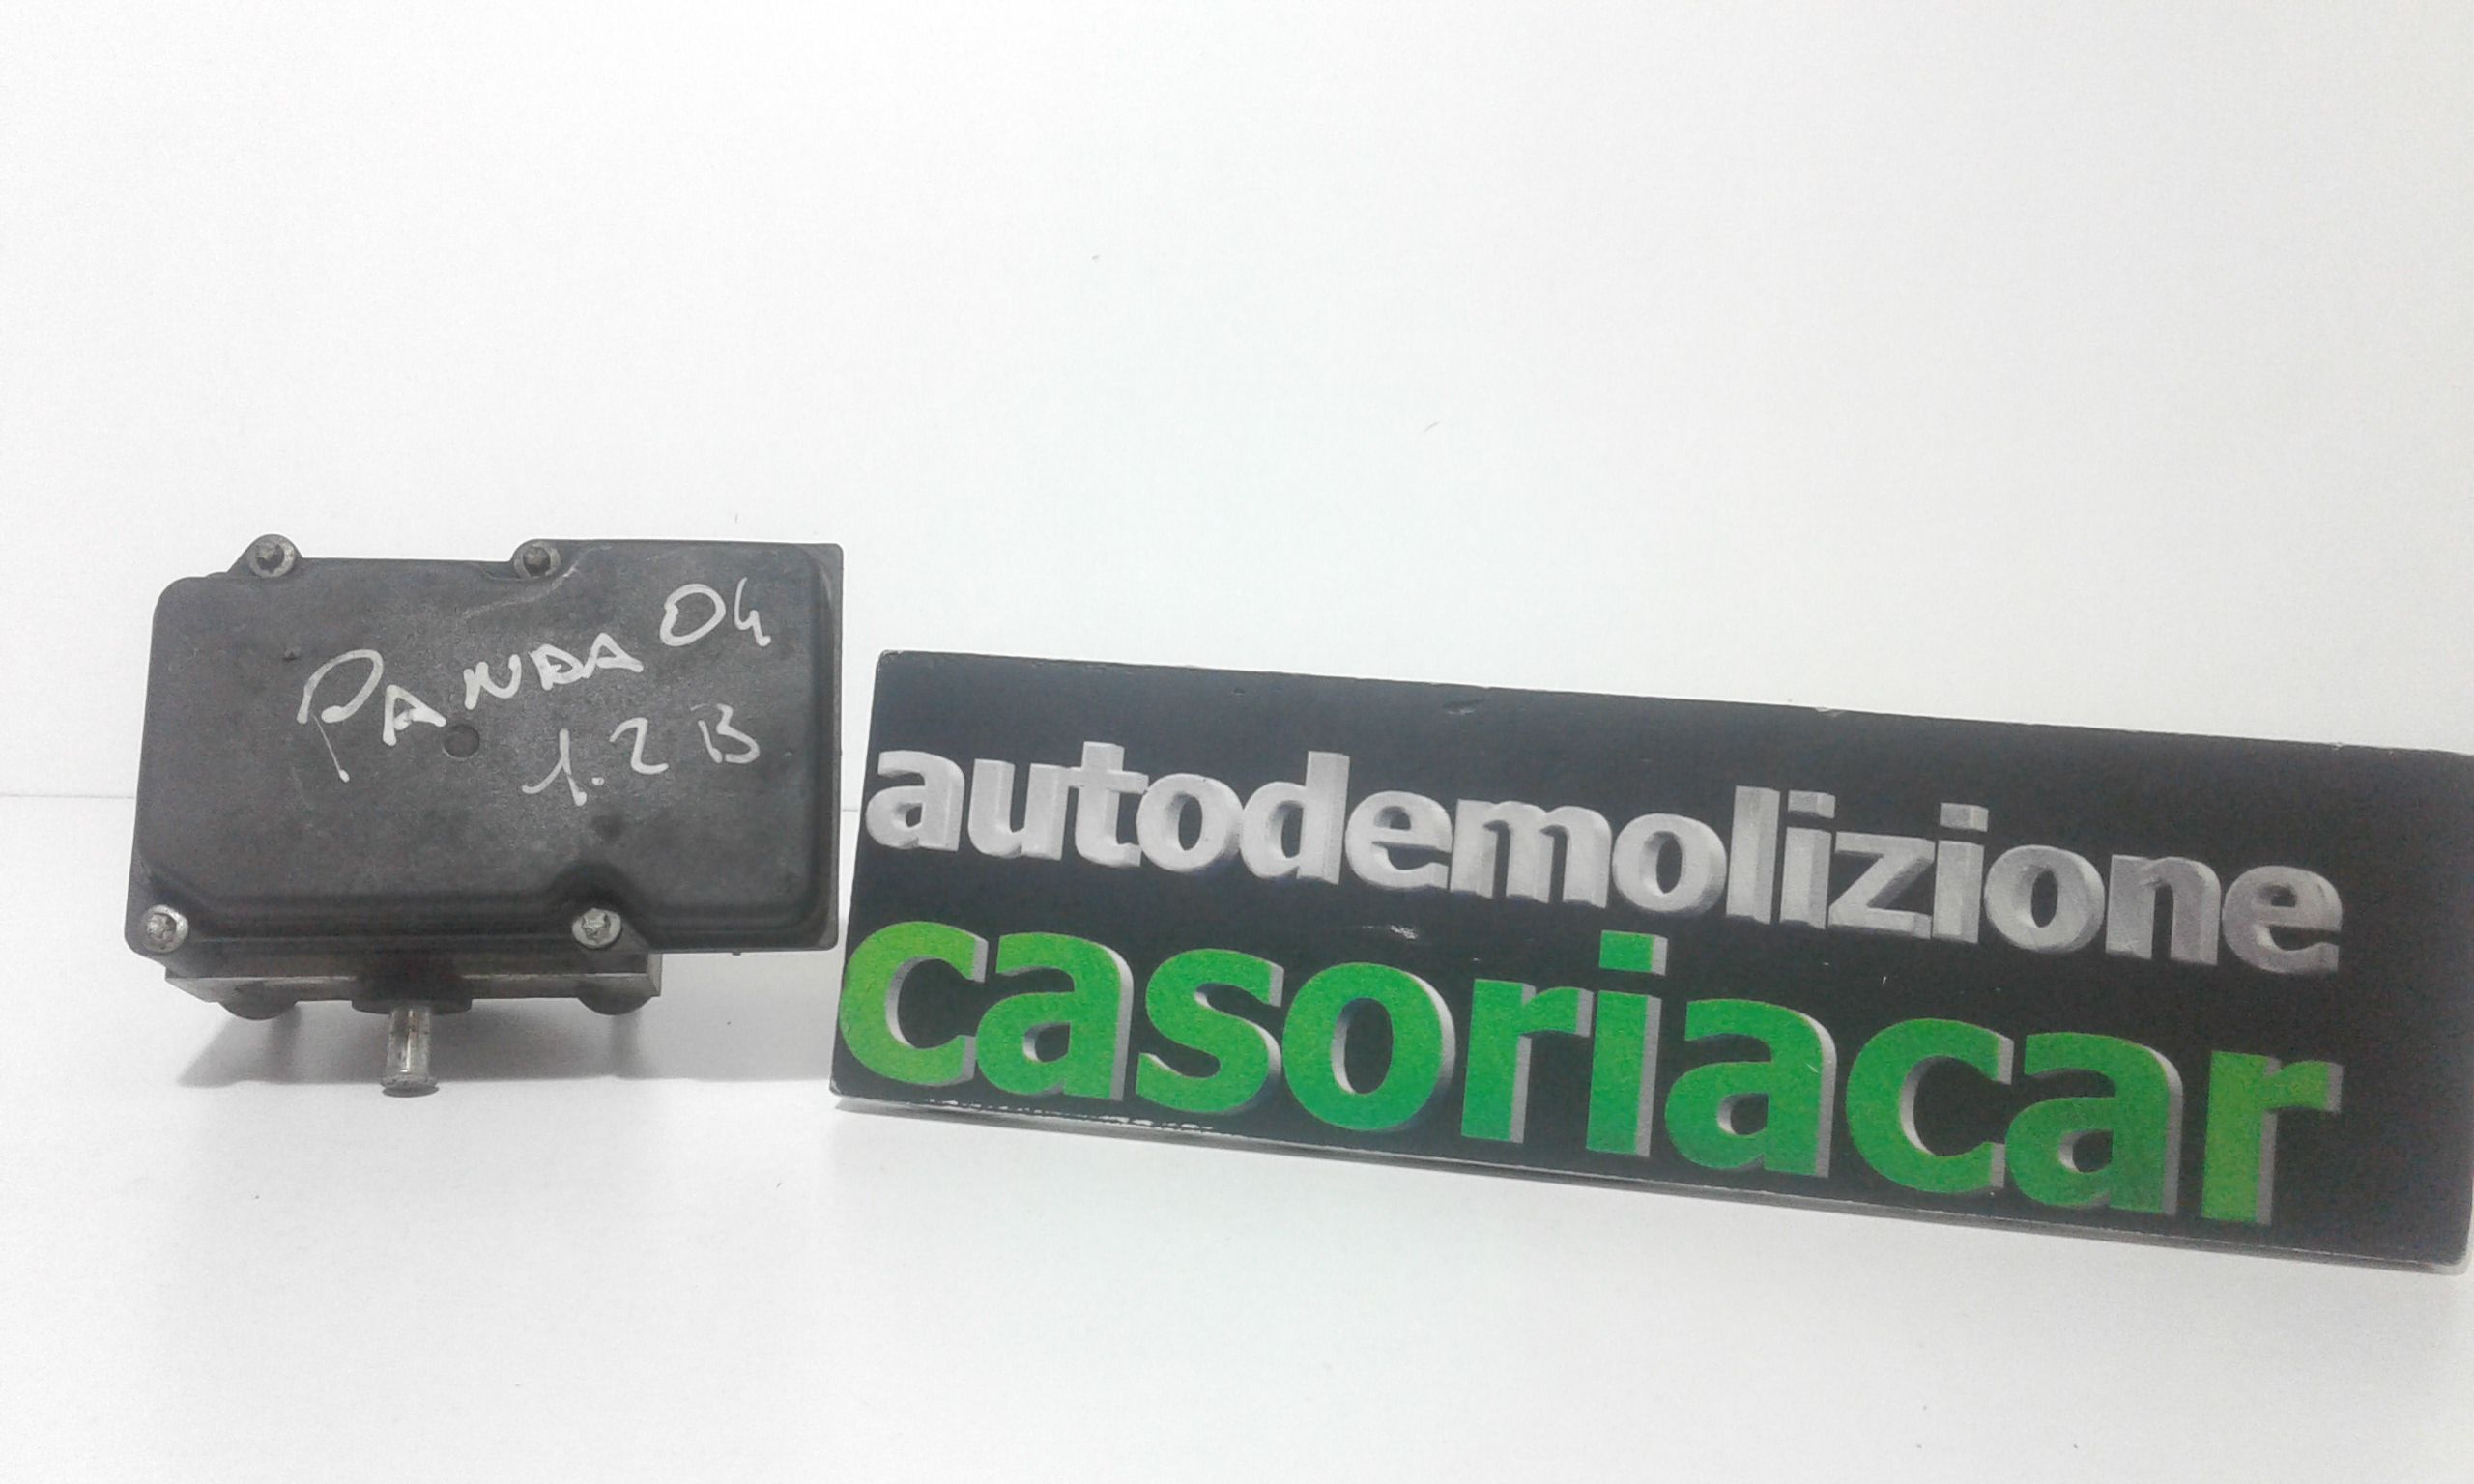 PANDA 04
1.2 B
autodemolizione
casoriacar